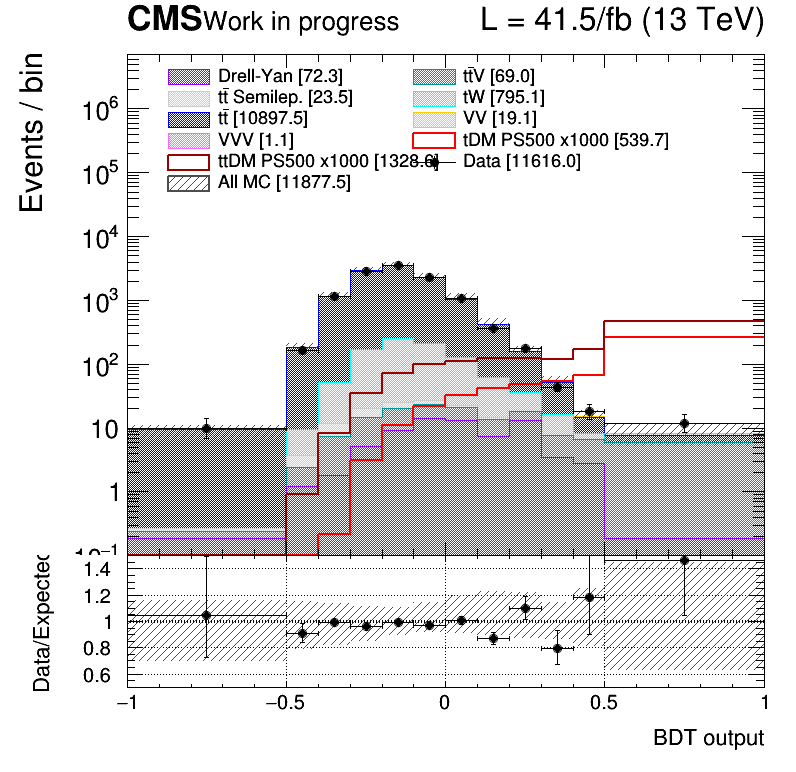 CMS Work in progress L = 41.5/fb (13 TeV)
Events / bin
Drell-Yan [72.3] tt̄V [69.0]
tt̄ Semilep. [23.5] tW [795.1]
tt̄ [10897.5] VV [19.1]
VVV [1.1] tDM PS500 x1000 [539.7]
ttDM PS500 x1000 [1328.6] Data [11616.0]
All MC [11877.5]
10⁶
10⁵
10⁴
10³
10²
10
1
10⁻¹
Data/Expected
1.4
1.2
1
0.8
0.6
−1 −0.5 0 0.5 1
BDT output